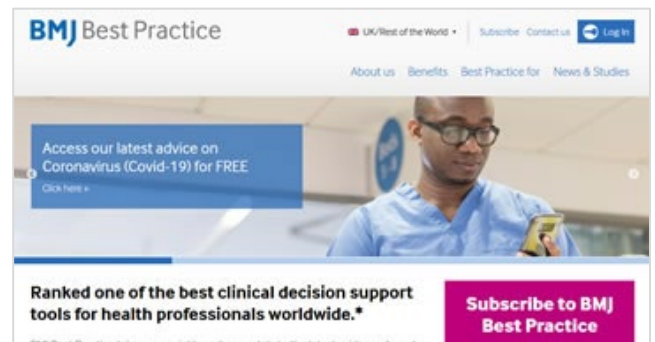 BMJ Best Practice
UK/Rest of the World
Subscribe Contact us Log In
About us Benefits Best Practice for News & Studies
Access our latest advice on
Coronavirus (Covid-19) for FREE
Click here »
Ranked one of the best clinical decision support
tools for health professionals worldwide.*
Subscribe to BMJ
Best Practice